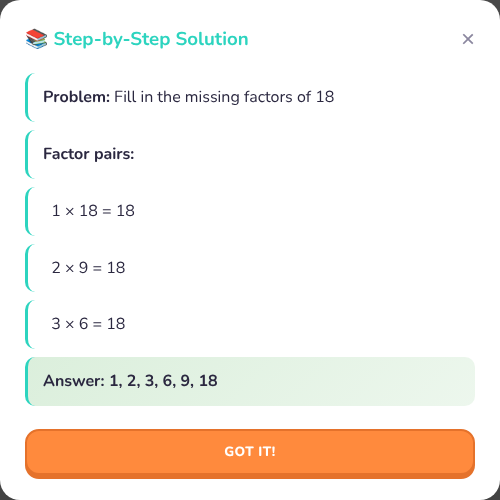 📚 Step-by-Step Solution ×
Problem: Fill in the missing factors of 18
Factor pairs:
1 × 18 = 18
2 × 9 = 18
3 × 6 = 18
Answer: 1, 2, 3, 6, 9, 18
GOT IT!